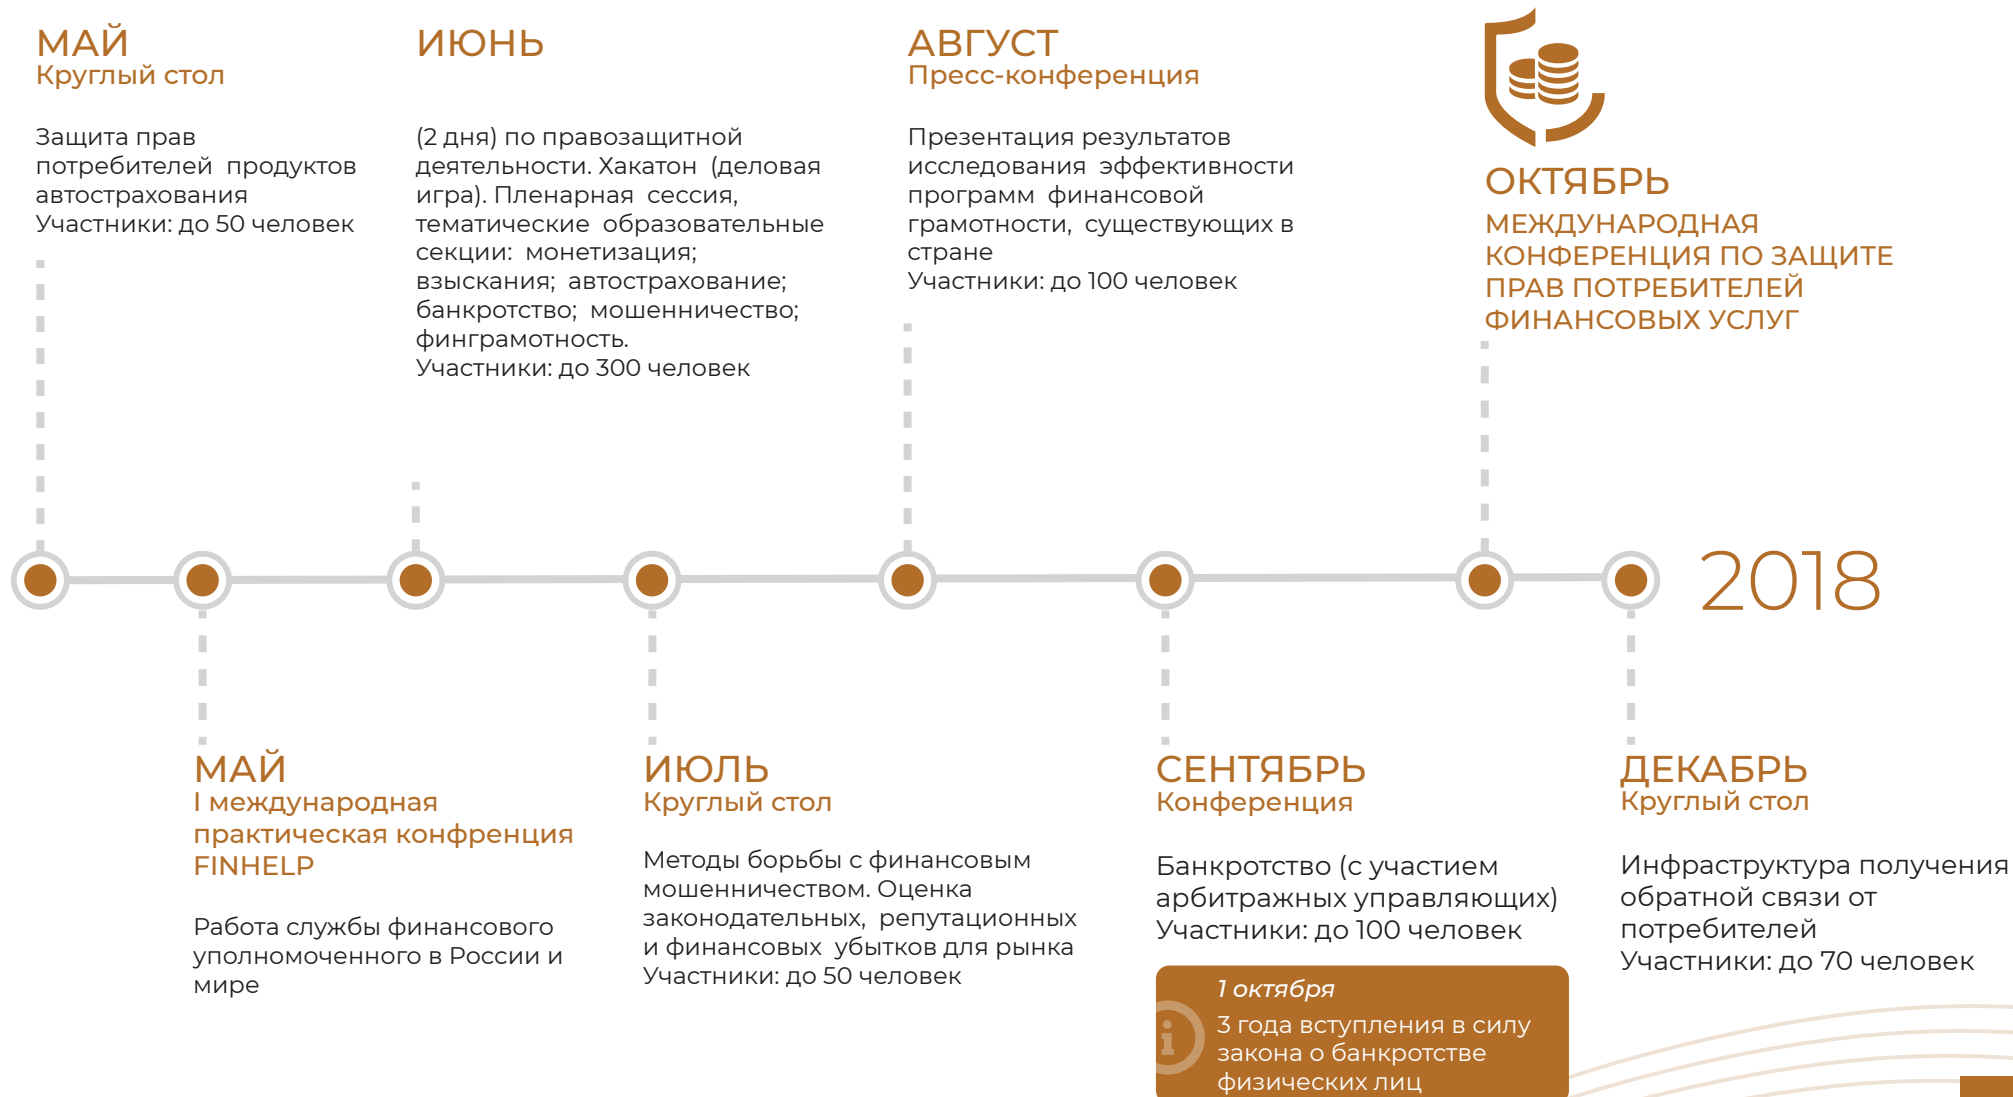 МАЙ
Круглый стол
Защита прав
потребителей продуктов
автострахования
Участники: до 50 человек
ИЮНЬ
(2 дня) по правозащитной
деятельности. Хакатон (деловая
игра). Пленарная сессия,
тематические образовательные
секции: монетизация;
взыскания; автострахование;
банкротство; мошенничество;
финграмотность.
Участники: до 300 человек
АВГУСТ
Пресс-конференция
Презентация результатов
исследования эффективности
программ финансовой
грамотности, существующих в
стране
Участники: до 100 человек
ОКТЯБРЬ
МЕЖДУНАРОДНАЯ
КОНФЕРЕНЦИЯ ПО ЗАЩИТЕ
ПРАВ ПОТРЕБИТЕЛЕЙ
ФИНАНСОВЫХ УСЛУГ
2018
МАЙ
I международная
практическая конфренция
FINHELP
Работа службы финансового
уполномоченного в России и
мире
ИЮЛЬ
Круглый стол
Методы борьбы с финансовым
мошенничеством. Оценка
законодательных, репутационных
и финансовых убытков для рынка
Участники: до 50 человек
СЕНТЯБРЬ
Конференция
Банкротство (с участием
арбитражных управляющих)
Участники: до 100 человек
1 октября
3 года вступления в силу
закона о банкротстве
физических лиц
ДЕКАБРЬ
Круглый стол
Инфраструктура получения
обратной связи от
потребителей
Участники: до 70 человек